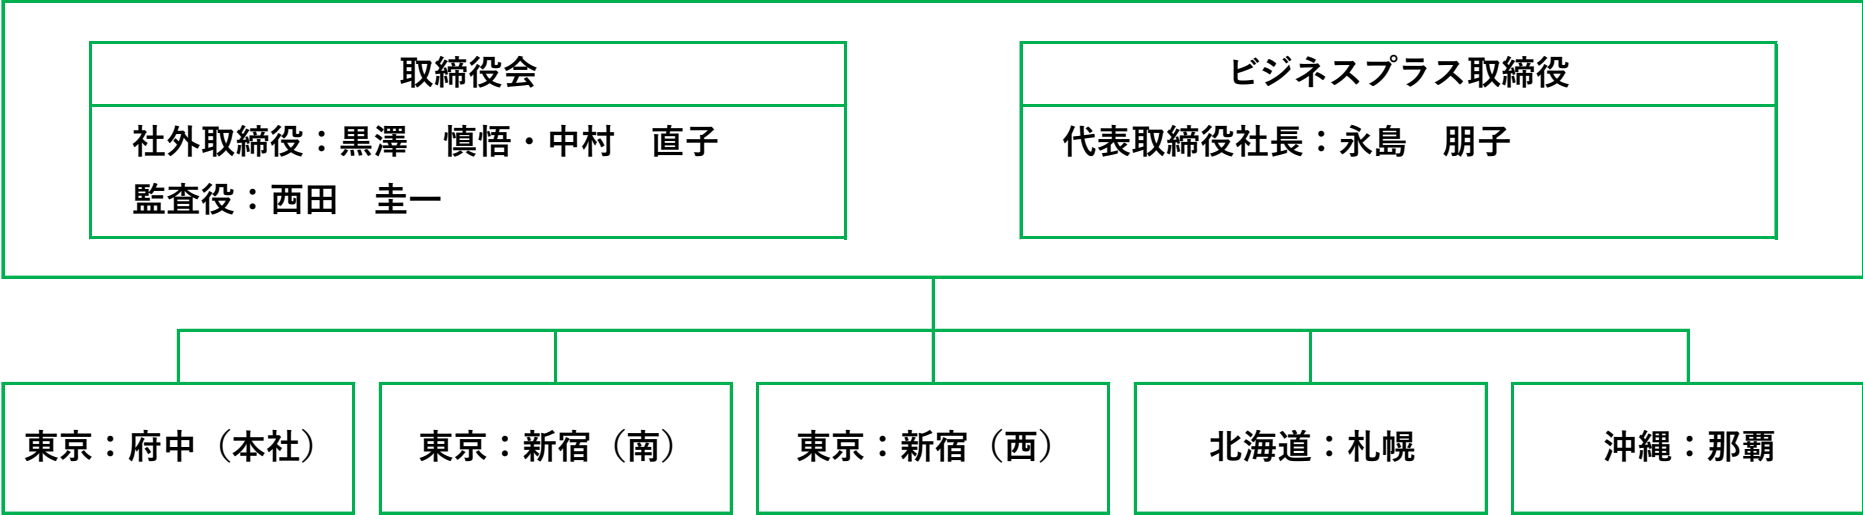 取締役会
社外取締役：黒澤　慎悟・中村　直子
監査役：西田　圭一
ビジネスプラス取締役
代表取締役社長：永島　朋子
東京：府中（本社）
東京：新宿（南）
東京：新宿（西）
北海道：札幌
沖縄：那覇